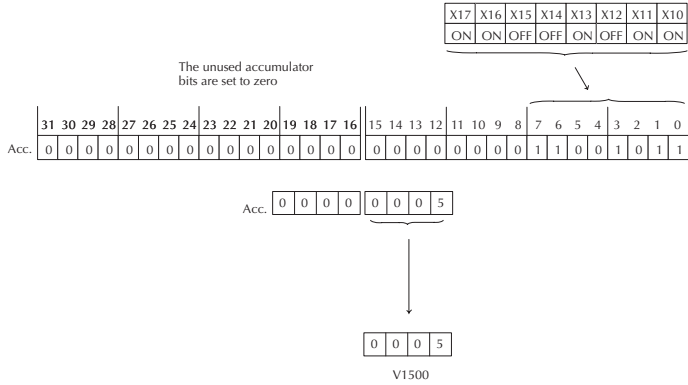 X17 X16 X15 X14 X13 X12 X11 X10
ON ON OFF OFF ON OFF ON ON
The unused accumulator
bits are set to zero
31 30 29 28 27 26 25 24 23 22 21 20 19 18 17 16 15 14 13 12 11 10 9 8 7 6 5 4 3 2 1 0
Acc. 0 0 0 0 0 0 0 0 0 0 0 0 0 0 0 0 0 0 0 0 0 0 0 0 1 1 0 0 1 0 1 1
Acc. 0 0 0 0 0 0 0 5
0 0 0 5
V1500